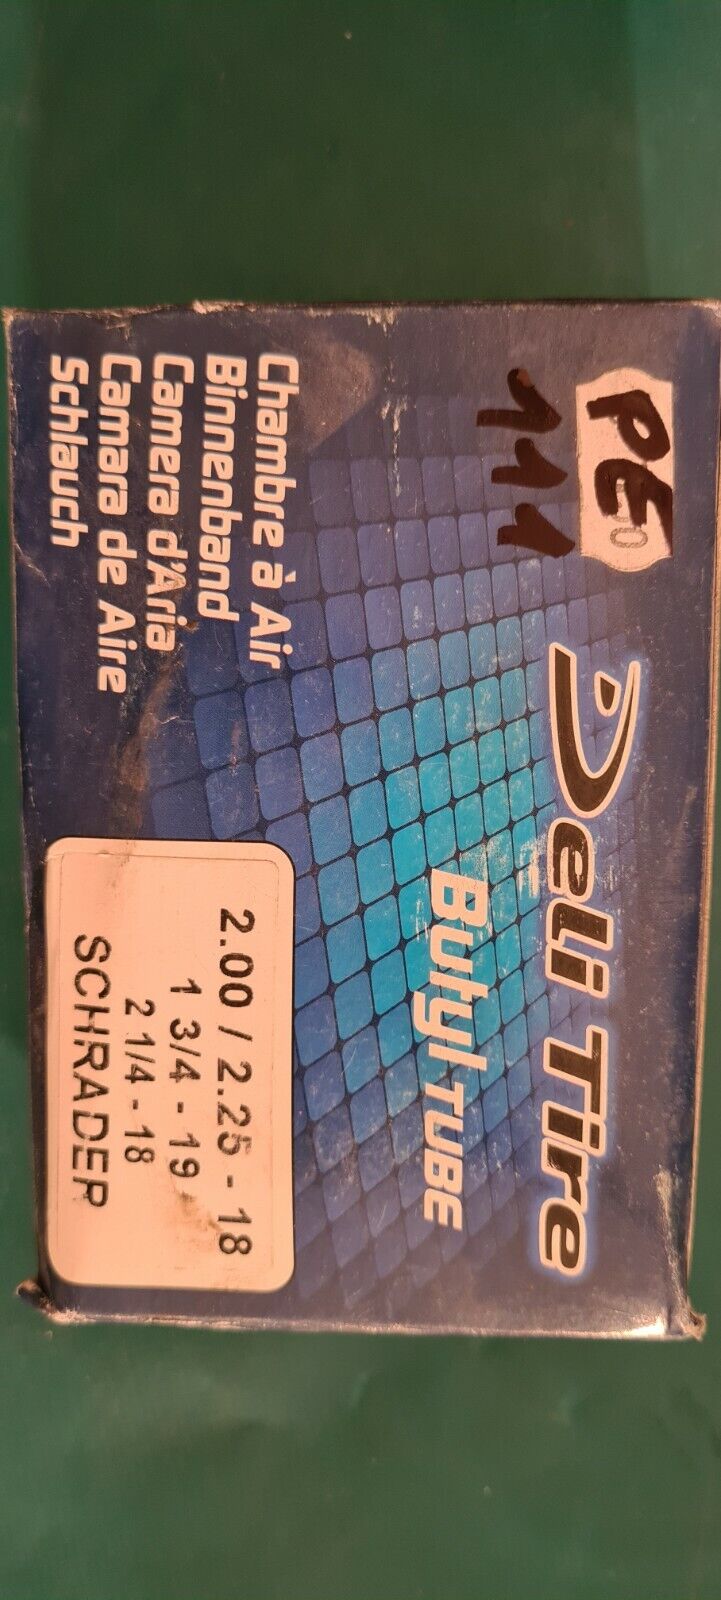 PE
111
Deli Tire
Butyl TUBE
Chambre à Air
Binnenband
Camera d'Aria
Camara de Aire
Schlauch
2.00 / 2.25 - 18
1 3/4 - 19
2 1/4 - 18
SCHRADER